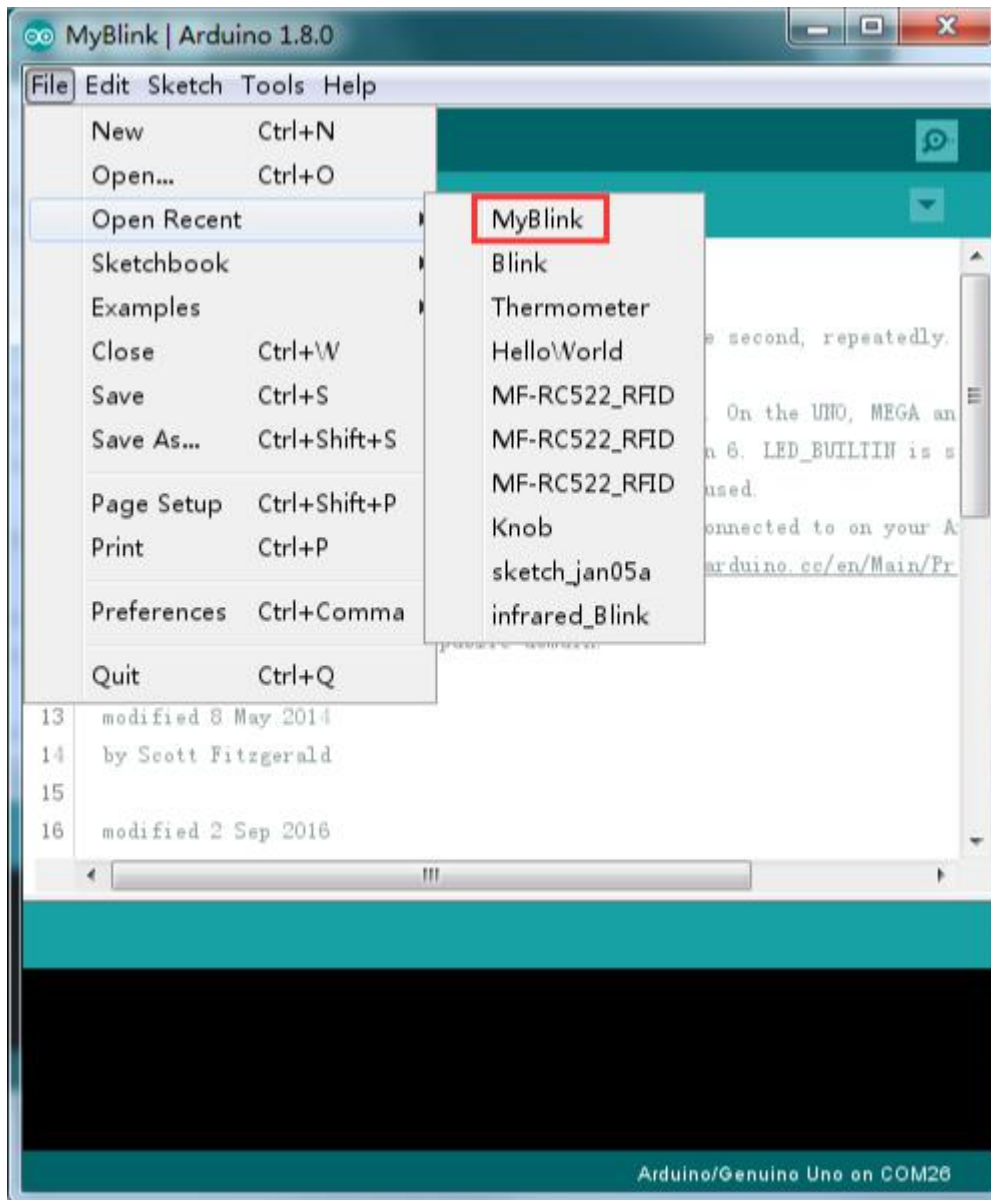 MyBlink | Arduino 1.8.0
File Edit Sketch Tools Help
New Ctrl+N
Open... Ctrl+O
Open Recent
Sketchbook
Examples
Close Ctrl+W
Save Ctrl+S
Save As... Ctrl+Shift+S
Page Setup Ctrl+Shift+P
Print Ctrl+P
Preferences Ctrl+Comma
Quit Ctrl+Q
MyBlink
Blink
Thermometer
HelloWorld
MF-RC522_RFID
MF-RC522_RFID
MF-RC522_RFID
Knob
sketch_jan05a
infrared_Blink
second, repeatedly.
. On the UNO, MEGA an
6. LED_BUILTIN is s
used.
onnected to on your A
arduino.cc/en/Main/Pr
13 modified 8 May 2014
14 by Scott Fitzgerald
15
16 modified 2 Sep 2016
Arduino/Genuino Uno on COM26